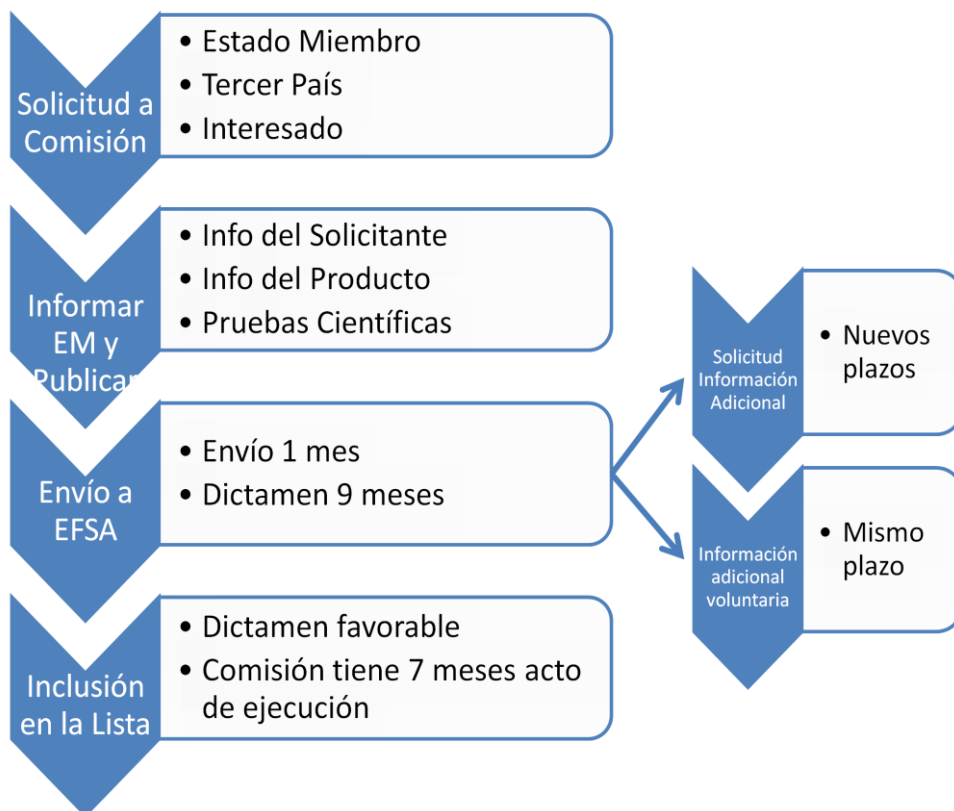 Solicitud a
Comisión
• Estado Miembro
• Tercer País
• Interesado
Informar
EM y
Publicar
• Info del Solicitante
• Info del Producto
• Pruebas Científicas
Envío a
EFSA
• Envío 1 mes
• Dictamen 9 meses
Solicitud
Información
Adicional
• Nuevos
plazos
Información
adicional
voluntaria
• Mismo
plazo
Inclusión
en la Lista
• Dictamen favorable
• Comisión tiene 7 meses acto
de ejecución